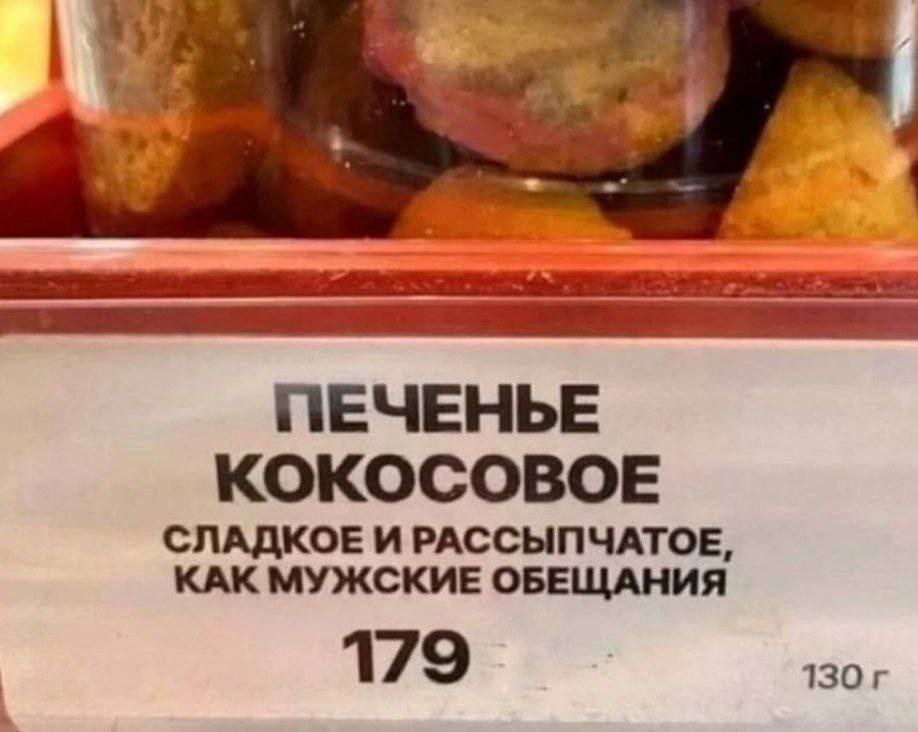 ПЕЧЕНЬЕ
КОКОСОВОЕ
СЛАДКОЕ И РАССЫПЧАТОЕ,
КАК МУЖСКИЕ ОБЕЩАНИЯ
179
130 г